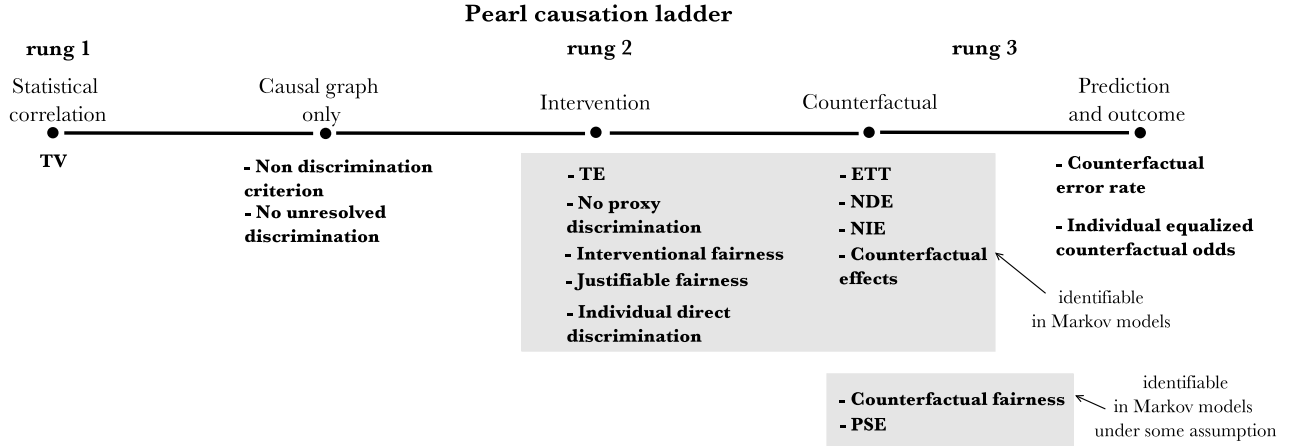 Pearl causation ladder
rung 1
rung 2
rung 3
Statistical
correlation
Causal graph
only
Intervention
Counterfactual
Prediction
and outcome
TV
- Non discrimination
criterion
- No unresolved
discrimination
- TE
- No proxy
discrimination
- Interventional fairness
- Justifiable fairness
- Individual direct
discrimination
- ETT
- NDE
- NIE
- Counterfactual
effects
- Counterfactual
error rate
- Individual equalized
counterfactual odds
identifiable
in Markov models
- Counterfactual fairness
- PSE
identifiable
in Markov models
under some assumption